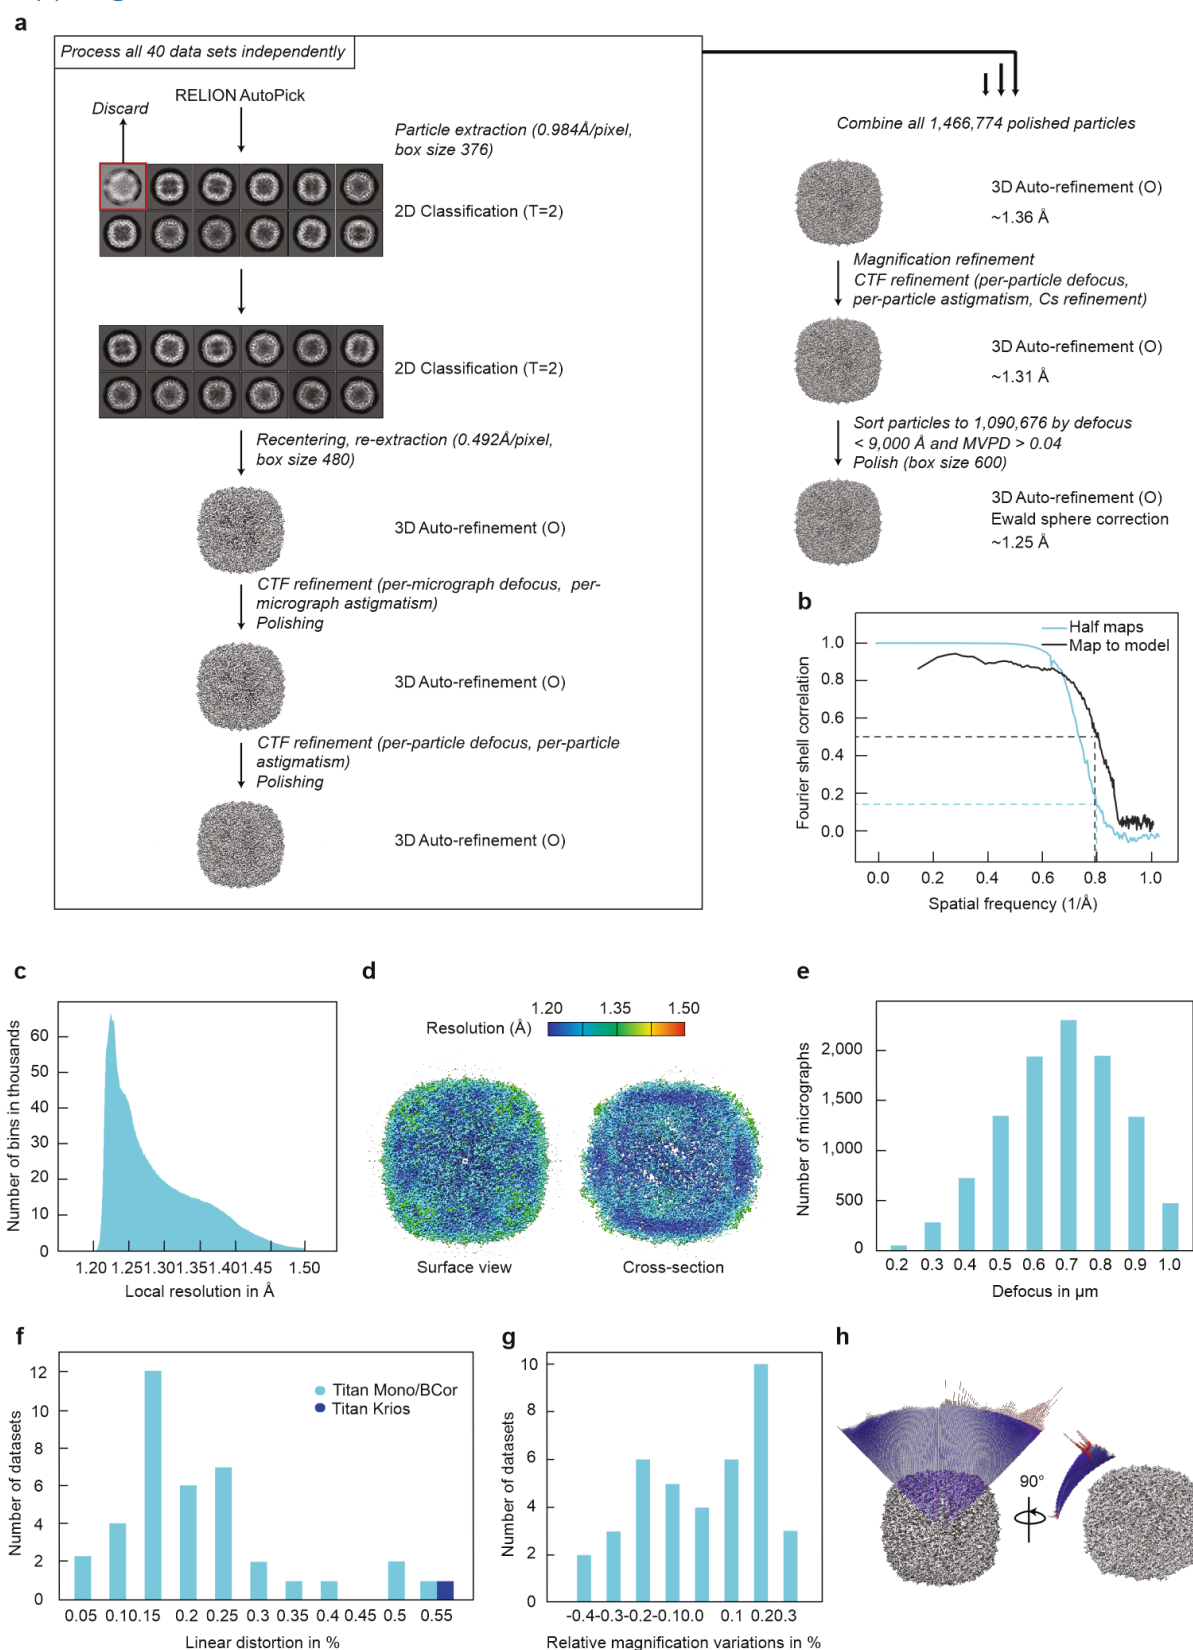 a
Process all 40 data sets independently
RELION AutoPick
Discard
Particle extraction (0.984Å/pixel,
box size 376)
2D Classification (T=2)
2D Classification (T=2)
Recentering, re-extraction (0.492Å/pixel,
box size 480)
3D Auto-refinement (O)
CTF refinement (per-micrograph defocus, per-
micrograph astigmatism)
Polishing
3D Auto-refinement (O)
CTF refinement (per-particle defocus, per-particle
astigmatism)
Polishing
3D Auto-refinement (O)
Combine all 1,466,774 polished particles
3D Auto-refinement (O)
~1.36 Å
Magnification refinement
CTF refinement (per-particle defocus,
per-particle astigmatism, Cs refinement)
3D Auto-refinement (O)
~1.31 Å
Sort particles to 1,090,676 by defocus
< 9,000 Å and MVPD > 0.04
Polish (box size 600)
3D Auto-refinement (O)
Ewald sphere correction
~1.25 Å
b
Half maps
Map to model
Fourier shell correlation
1.0
0.8
0.6
0.4
0.2
0.0
0.0 0.2 0.4 0.6 0.8 1.0
Spatial frequency (1/Å)
c
Number of bins in thousands
60
50
40
30
20
10
0
1.20 1.25 1.30 1.35 1.40 1.45 1.50
Local resolution in Å
d
1.20 1.35 1.50
Resolution (Å)
Surface view
Cross-section
e
Number of micrographs
2,000
1,500
1,000
500
0
0.2 0.3 0.4 0.5 0.6 0.7 0.8 0.9 1.0
Defocus in µm
f
Titan Mono/BCor
Titan Krios
Number of datasets
12
10
8
6
4
2
0
0.05 0.10 0.15 0.2 0.25 0.3 0.35 0.4 0.45 0.5 0.55
Linear distortion in %
g
Number of datasets
10
8
6
4
2
0
-0.4 -0.3 -0.2 -0.1 0.0 0.1 0.2 0.3
Relative magnification variations in %
h
90°